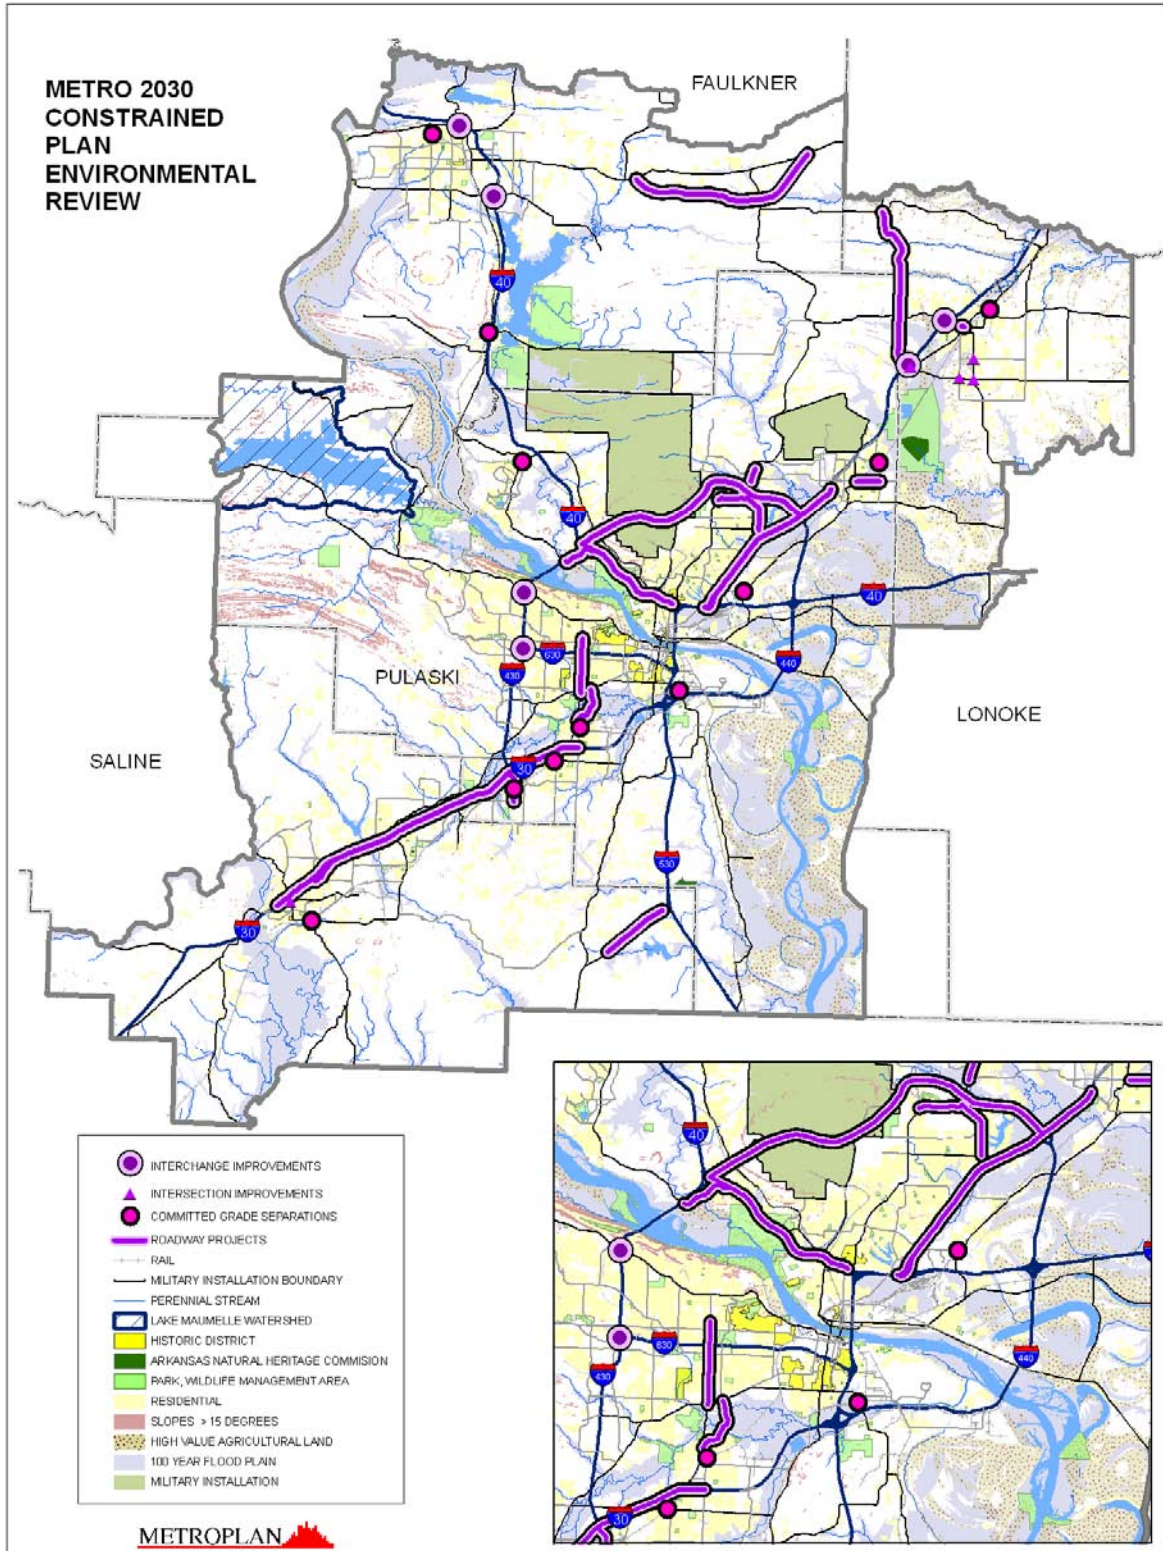 METRO 2030
CONSTRAINED
PLAN
ENVIRONMENTAL
REVIEW
FAULKNER
40
40
40
630
430
440
PULASKI
LONOKE
SALINE
30
530
30
INTERCHANGE IMPROVEMENTS
INTERSECTION IMPROVEMENTS
COMMITTED GRADE SEPARATIONS
ROADWAY PROJECTS
RAIL
MILITARY INSTALLATION BOUNDARY
PERENNIAL STREAM
LAKE MAUMELLE WATERSHED
HISTORIC DISTRICT
ARKANSAS NATURAL HERITAGE COMMISION
PARK, WILDLIFE MANAGEMENT AREA
RESIDENTIAL
SLOPES > 15 DEGREES
HIGH VALUE AGRICULTURAL LAND
100 YEAR FLOOD PLAIN
MILITARY INSTALLATION
METROPLAN
40
630
430
440
30